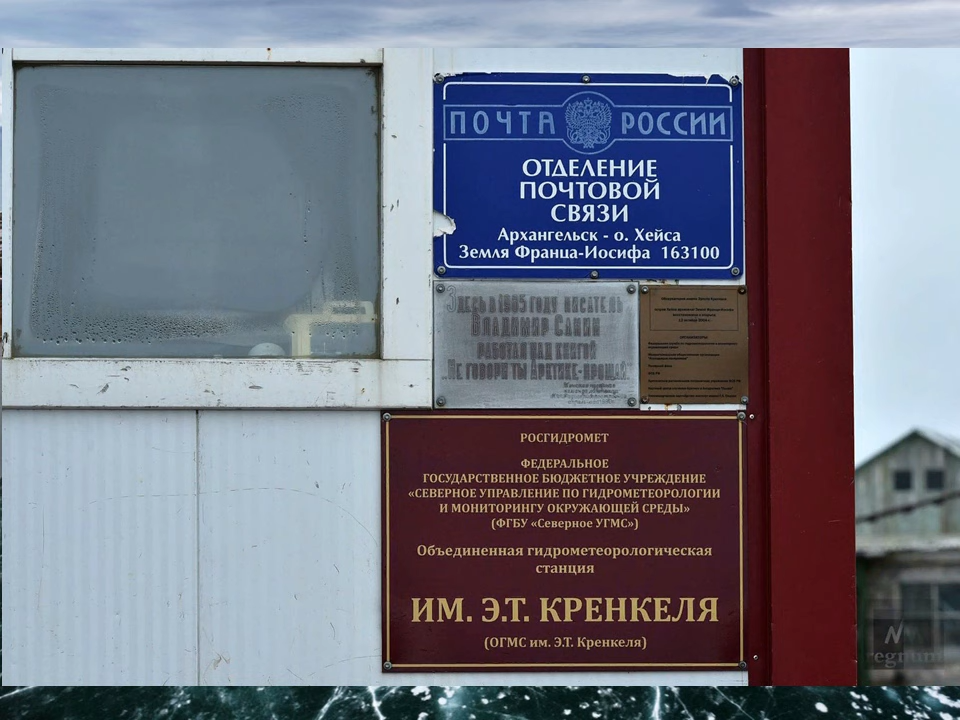 ПОЧТА РОССИИ
ОТДЕЛЕНИЕ
ПОЧТОВОЙ
СВЯЗИ
Архангельск - о. Хейса
Земля Франца-Иосифа 163100
Здесь в 1985 году писатель
Владимир Санин
работал над книгой
„Не говори ты Арктике-прощай.
РОСГИДРОМЕТ
ФЕДЕРАЛЬНОЕ
ГОСУДАРСТВЕННОЕ БЮДЖЕТНОЕ УЧРЕЖДЕНИЕ
«СЕВЕРНОЕ УПРАВЛЕНИЕ ПО ГИДРОМЕТЕОРОЛОГИИ
И МОНИТОРИНГУ ОКРУЖАЮЩЕЙ СРЕДЫ»
(ФГБУ «Северное УГМС»)
Объединенная гидрометеорологическая
станция
ИМ. Э.Т. КРЕНКЕЛЯ
(ОГМС им. Э.Т. Кренкеля)
regnum